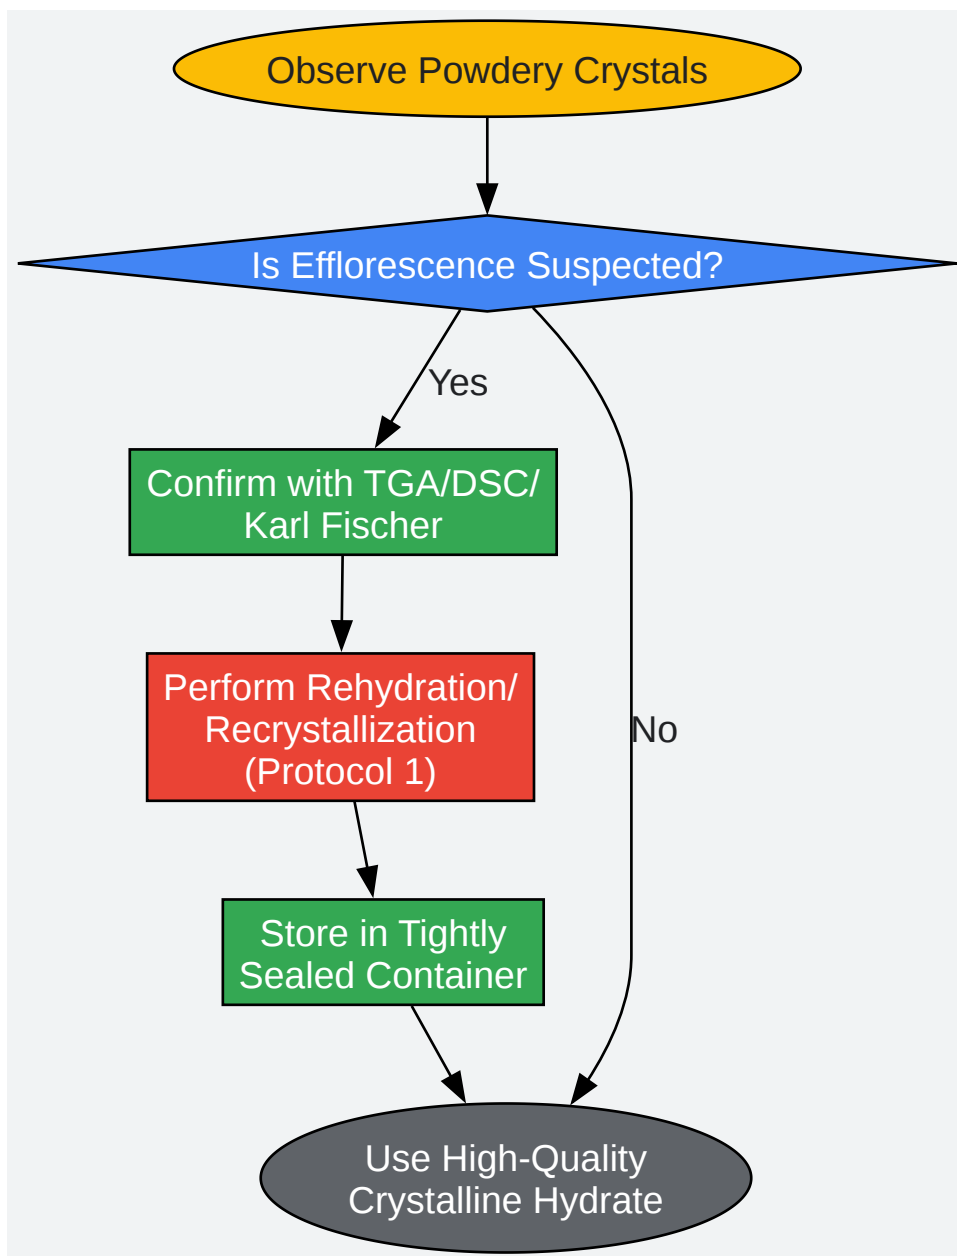 Observe Powdery Crystals
Is Efflorescence Suspected?
Yes
Confirm with TGA/DSC/
Karl Fischer
Perform Rehydration/
Recrystallization
(Protocol 1)
No
Store in Tightly
Sealed Container
Use High-Quality
Crystalline Hydrate